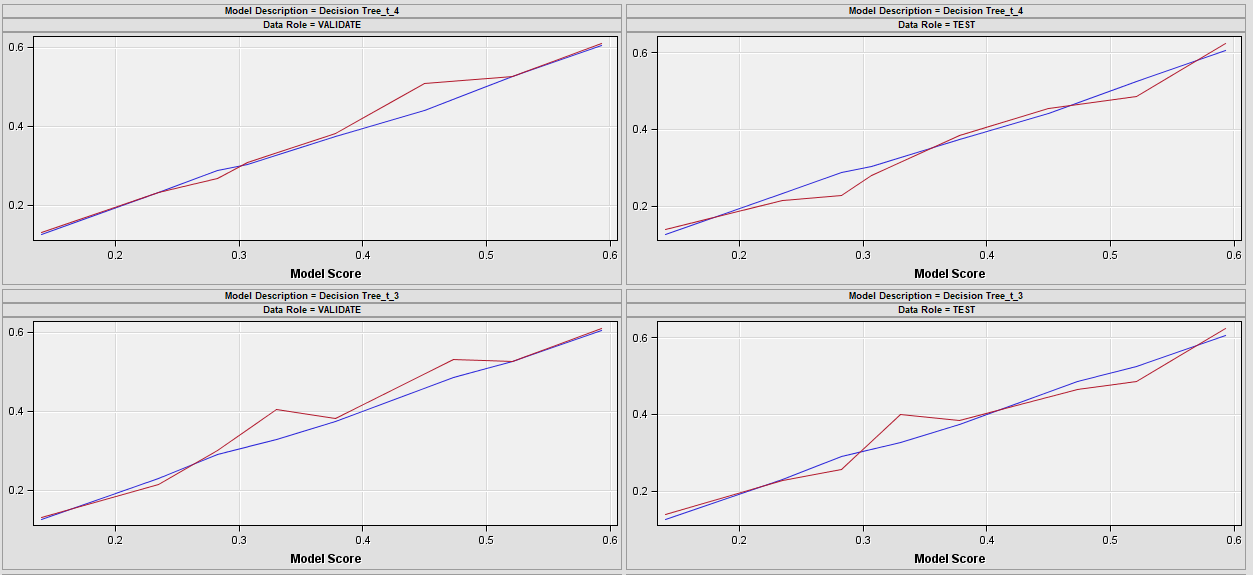 Model Description = Decision Tree_t_4
Data Role = VALIDATE
0.6
0.4
0.2
0.2 0.3 0.4 0.5 0.6
Model Score
Model Description = Decision Tree_t_4
Data Role = TEST
0.6
0.4
0.2
0.2 0.3 0.4 0.5 0.6
Model Score
Model Description = Decision Tree_t_3
Data Role = VALIDATE
0.6
0.4
0.2
0.2 0.3 0.4 0.5 0.6
Model Score
Model Description = Decision Tree_t_3
Data Role = TEST
0.6
0.4
0.2
0.2 0.3 0.4 0.5 0.6
Model Score